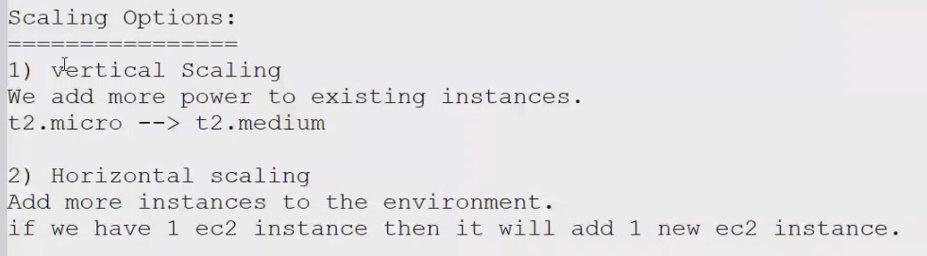 Scaling Options:
================
1) vertical Scaling
We add more power to existing instances.
t2.micro --> t2.medium
2) Horizontal scaling
Add more instances to the environment.
if we have 1 ec2 instance then it will add 1 new ec2 instance.